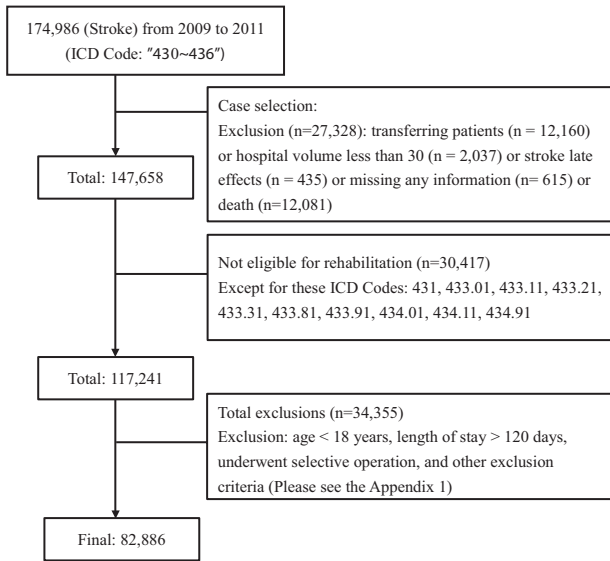 174,986 (Stroke) from 2009 to 2011
(ICD Code: "430~436")
Case selection:
Exclusion (n=27,328): transferring patients (n = 12,160)
or hospital volume less than 30 (n = 2,037) or stroke late
effects (n = 435) or missing any information (n= 615) or
death (n=12,081)
Total: 147,658
Not eligible for rehabilitation (n=30,417)
Except for these ICD Codes: 431, 433.01, 433.11, 433.21,
433.31, 433.81, 433.91, 434.01, 434.11, 434.91
Total: 117,241
Total exclusions (n=34,355)
Exclusion: age < 18 years, length of stay > 120 days,
underwent selective operation, and other exclusion
criteria (Please see the Appendix 1)
Final: 82,886